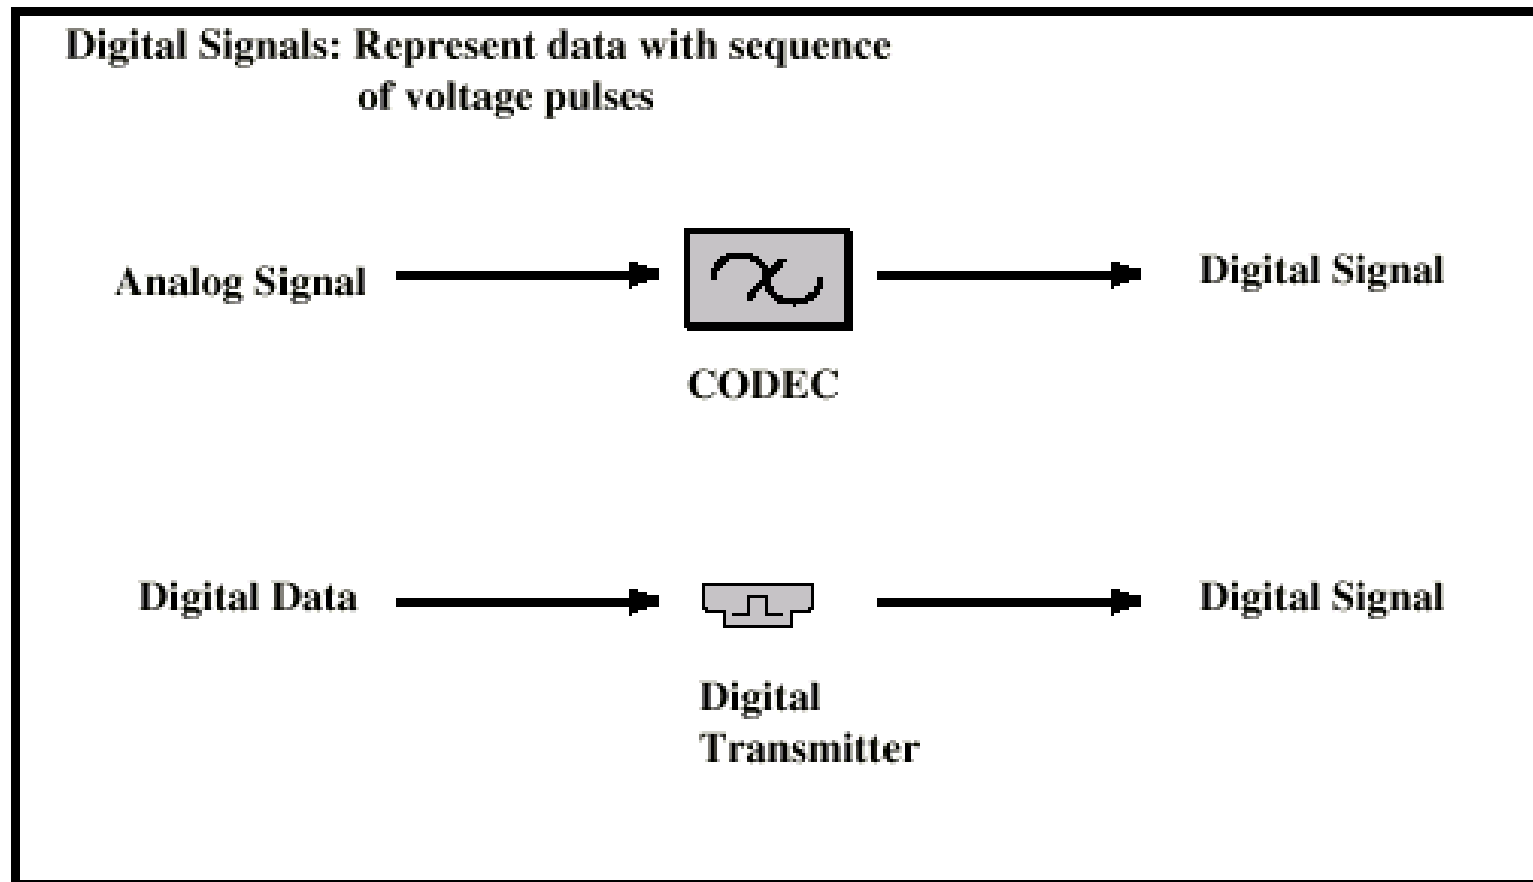 Digital Signals: Represent data with sequence
of voltage pulses
Analog Signal
Digital Signal
CODEC
Digital Data
Digital Signal
Digital
Transmitter